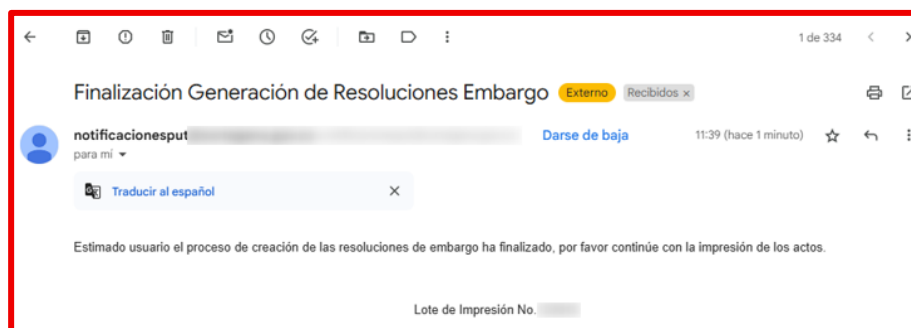 1 de 334
Finalización Generación de Resoluciones Embargo Externo Recibidos x
notificacionesput Darse de baja 11:39 (hace 1 minuto)
para mí
Traducir al español
Estimado usuario el proceso de creación de las resoluciones de embargo ha finalizado, por favor continúe con la impresión de los actos.
Lote de Impresión No.